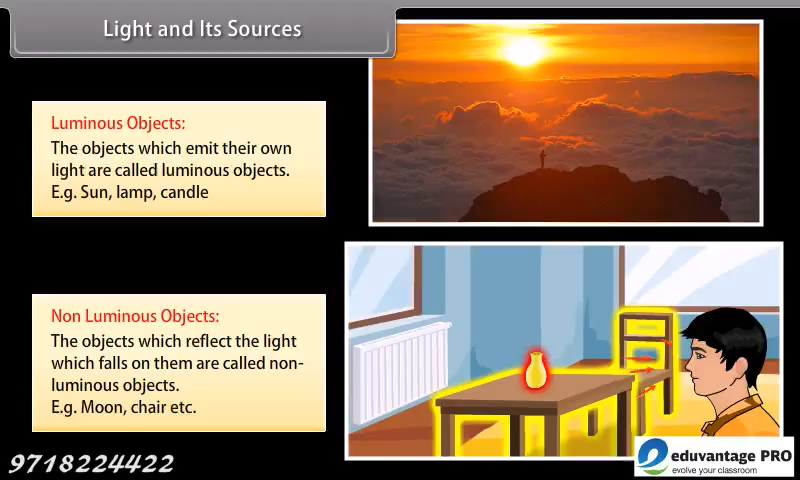 Light and Its Sources
Luminous Objects:
The objects which emit their own
light are called luminous objects.
E.g. Sun, lamp, candle
Non Luminous Objects:
The objects which reflect the light
which falls on them are called non-
luminous objects.
E.g. Moon, chair etc.
9718224422
eduvantage PRO
evolve your classroom